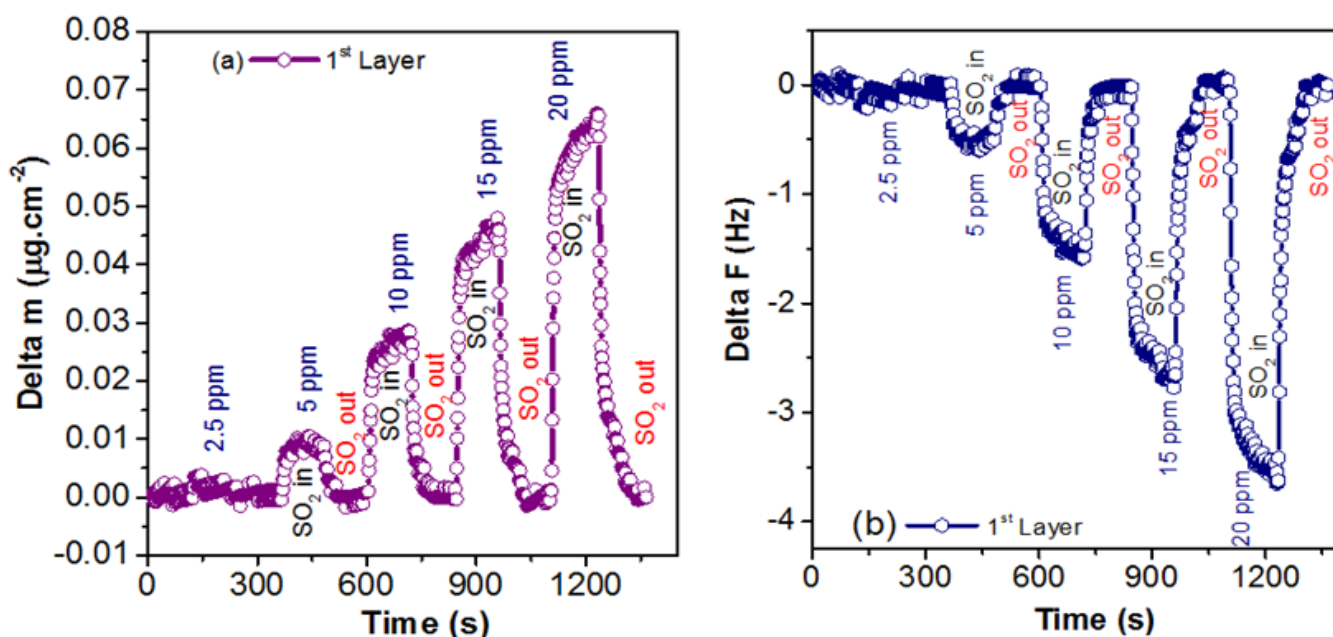 (a) 1st Layer
0.08
0.07
0.06
0.05
0.04
0.03
0.02
0.01
0.00
-0.01
Delta m (µg.cm-2)
2.5 ppm
5 ppm
10 ppm
15 ppm
20 ppm
SO2 in
SO2 out
SO2 in
SO2 out
SO2 in
SO2 out
SO2 in
SO2 out
0
300
600
900
1200
Time (s)
0
-1
-2
-3
-4
Delta F (Hz)
2.5 ppm
5 ppm
10 ppm
15 ppm
20 ppm
SO2 in
SO2 out
SO2 in
SO2 out
SO2 in
SO2 out
SO2 in
SO2 out
(b) 1st Layer
0
300
600
900
1200
Time (s)